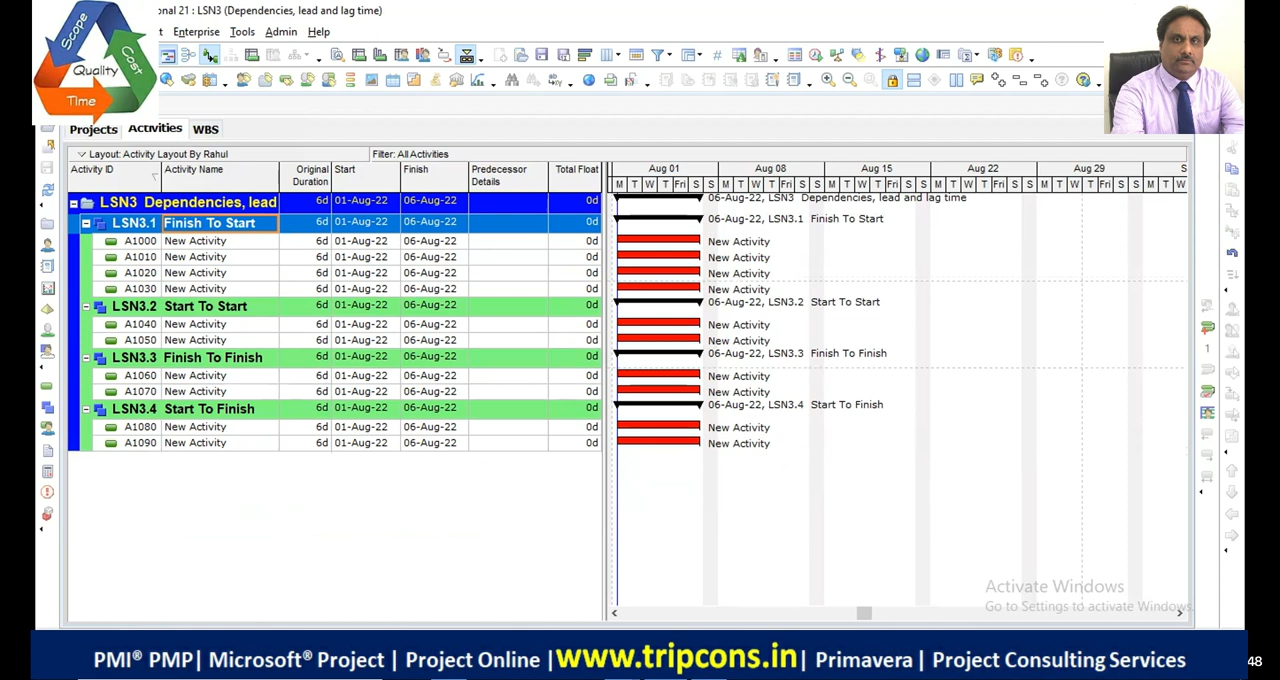 onal 21 : LSN3 (Dependencies, lead and lag time)
Scope
Cost
Quality
Time
t Enterprise Tools Admin Help
Projects Activities WBS
Layout: Activity Layout By Rahul Filter: All Activities
Activity ID Activity Name Original Duration Start Finish Predecessor Details Total Float
Aug 01 Aug 08 Aug 15 Aug 22 Aug 29 S
M T W T Fri S S M T W T Fri S S M T W T Fri S S M T W T Fri S S M T W T Fri S S M T W
LSN3 Dependencies, lead 6d 01-Aug-22 06-Aug-22 0d 06-Aug-22, LSN3 Dependencies, lead and lag time
LSN3.1 Finish To Start 6d 01-Aug-22 06-Aug-22 0d 06-Aug-22, LSN3.1 Finish To Start
A1000 New Activity 6d 01-Aug-22 06-Aug-22 0d New Activity
A1010 New Activity 6d 01-Aug-22 06-Aug-22 0d New Activity
A1020 New Activity 6d 01-Aug-22 06-Aug-22 0d New Activity
A1030 New Activity 6d 01-Aug-22 06-Aug-22 0d New Activity
LSN3.2 Start To Start 6d 01-Aug-22 06-Aug-22 0d 06-Aug-22, LSN3.2 Start To Start
A1040 New Activity 6d 01-Aug-22 06-Aug-22 0d New Activity
A1050 New Activity 6d 01-Aug-22 06-Aug-22 0d New Activity
LSN3.3 Finish To Finish 6d 01-Aug-22 06-Aug-22 0d 06-Aug-22, LSN3.3 Finish To Finish
A1060 New Activity 6d 01-Aug-22 06-Aug-22 0d New Activity
A1070 New Activity 6d 01-Aug-22 06-Aug-22 0d New Activity
LSN3.4 Start To Finish 6d 01-Aug-22 06-Aug-22 0d 06-Aug-22, LSN3.4 Start To Finish
A1080 New Activity 6d 01-Aug-22 06-Aug-22 0d New Activity
A1090 New Activity 6d 01-Aug-22 06-Aug-22 0d New Activity
1
Activate Windows
Go to Settings to activate Windows.
PMI® PMP| Microsoft® Project | Project Online |www.tripcons.in| Primavera | Project Consulting Services
48